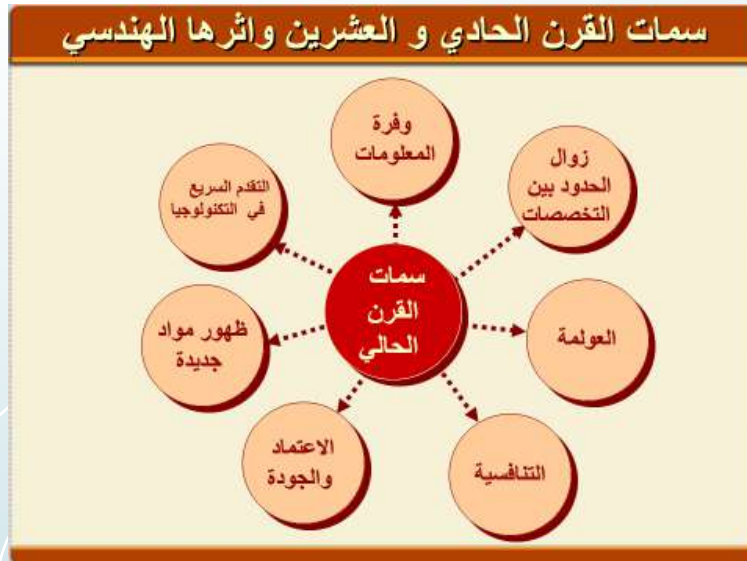 سمات القرن الحادي و العشرين واثرها الهندسي
وفرة
المعلومات
زوال
الحدود بين
التخصصات
التقدم السريع
في التكنولوجيا
سمات
القرن
الحالي
العولمة
ظهور مواد
جديدة
التنافسية
الاعتماد
والجودة